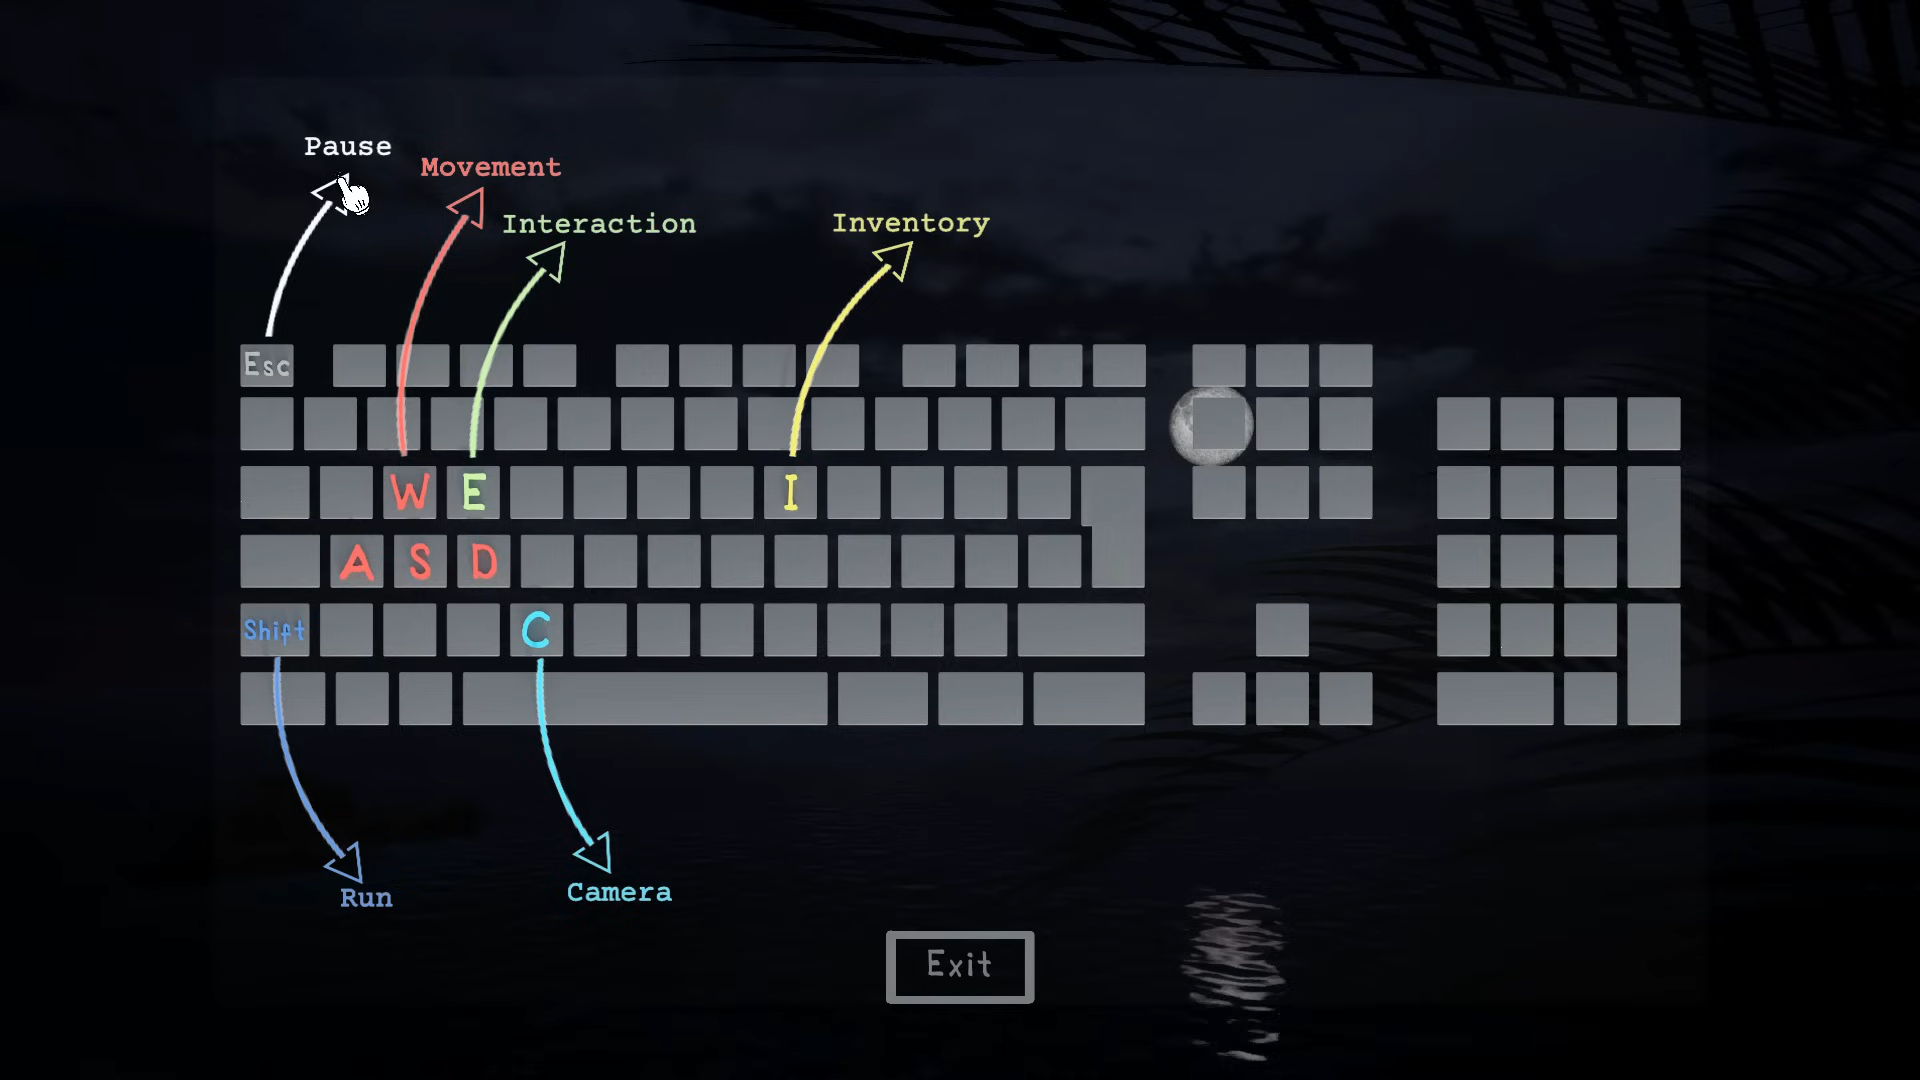 Pause
Movement
Interaction
Inventory
Esc
W E I
A S D
Shift C
Run
Camera
Exit